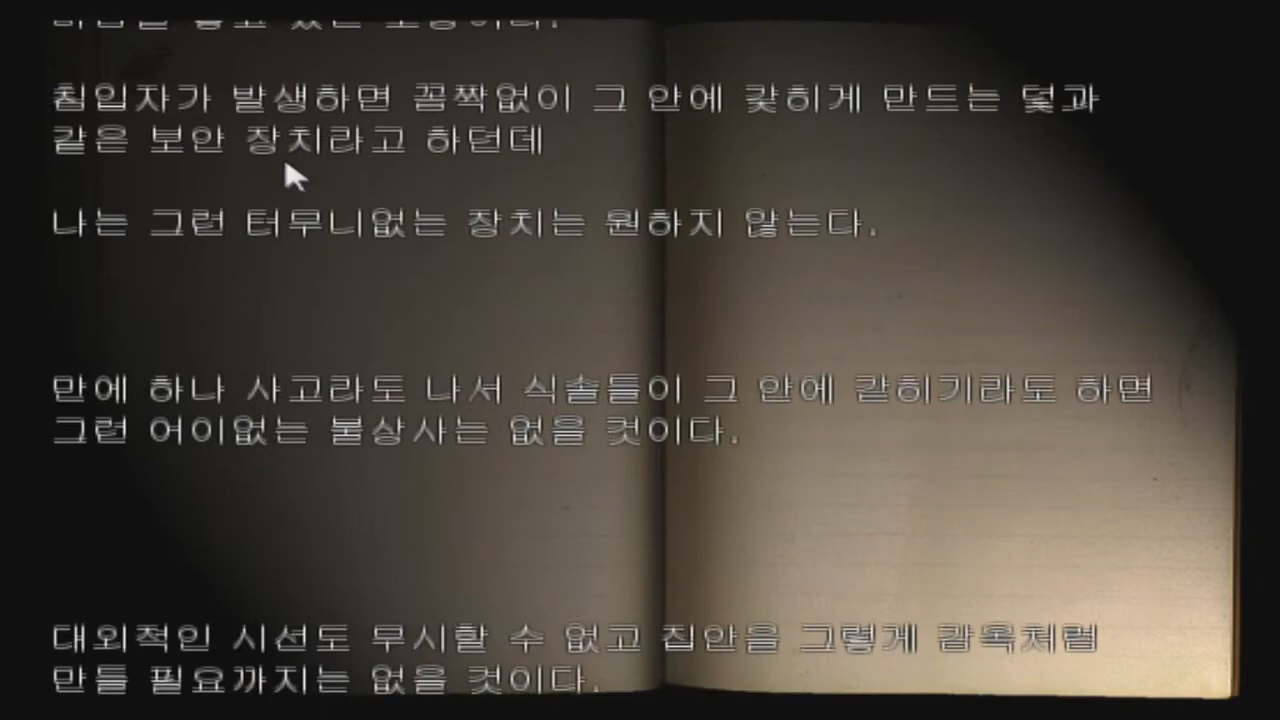 침입자가 발생하면 꼼짝없이 그 안에 갖히게 만드는 덫과
같은 보안 장치라고 하던데
나는 그런 터무니없는 장치는 원하지 않는다.
만에 하나 사고라도 나서 식솔들이 그 안에 갇히기라도 하면
그런 어이없는 불상사는 없을 것이다.
대외적인 시선도 무시할 수 없고 집안을 그렇게 감옥처럼
만들 필요까지는 없을 것이다.